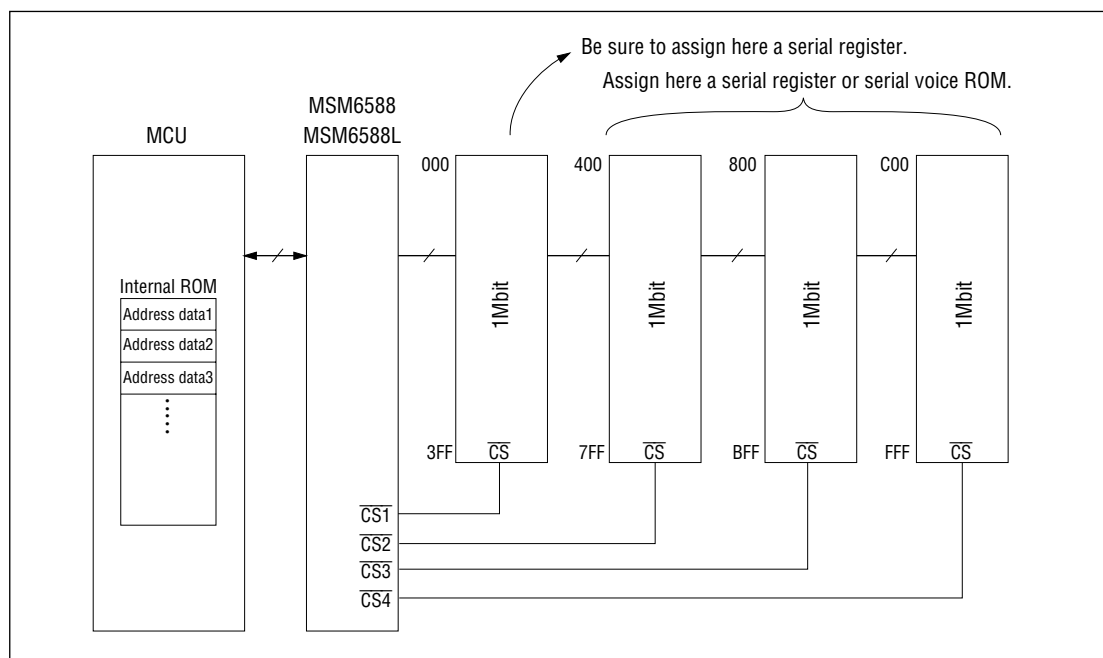 Be sure to assign here a serial register.
Assign here a serial register or serial voice ROM.
MSM6588
MCU
MSM6588L
000
400
800
C00
Internal ROM
Address data1
Address data2
Address data3
1Mbit
1Mbit
1Mbit
1Mbit
3FF
CS
7FF
CS
BFF
CS
FFF
CS
CS1
CS2
CS3
CS4